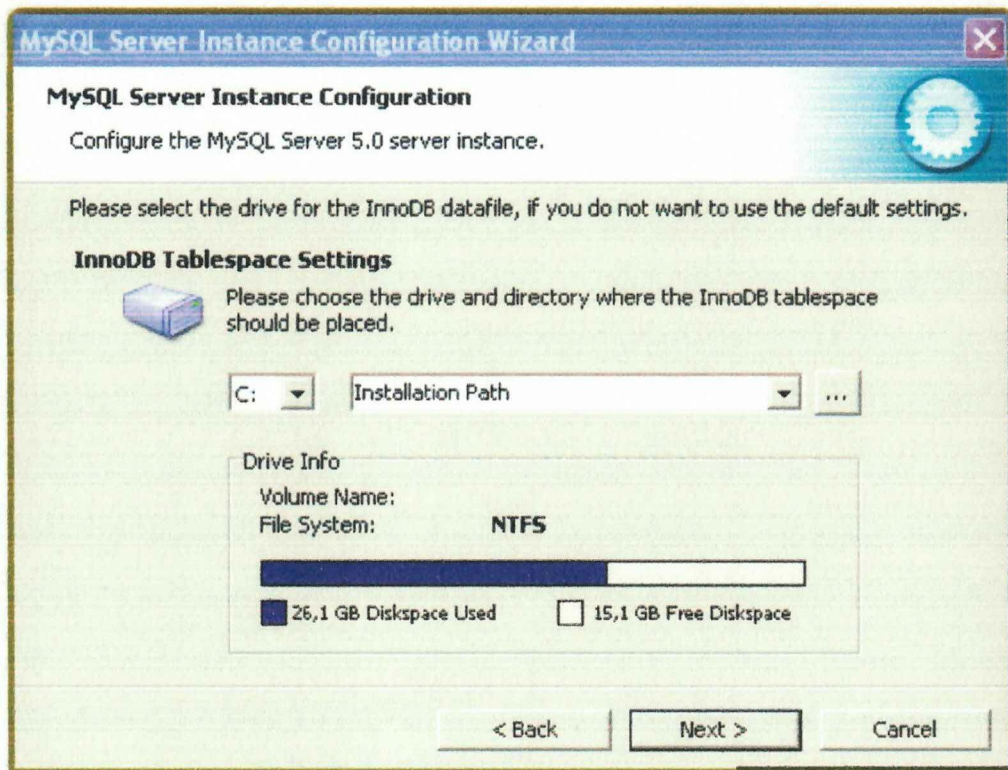 MySQL Server Instance Configuration Wizard
MySQL Server Instance Configuration
Configure the MySQL Server 5.0 server instance.
Please select the drive for the InnoDB datafile, if you do not want to use the default settings.
InnoDB Tablespace Settings
Please choose the drive and directory where the InnoDB tablespace
should be placed.
C: Installation Path ...
Drive Info
Volume Name:
File System: NTFS
26,1 GB Diskspace Used 15,1 GB Free Diskspace
< Back Next > Cancel